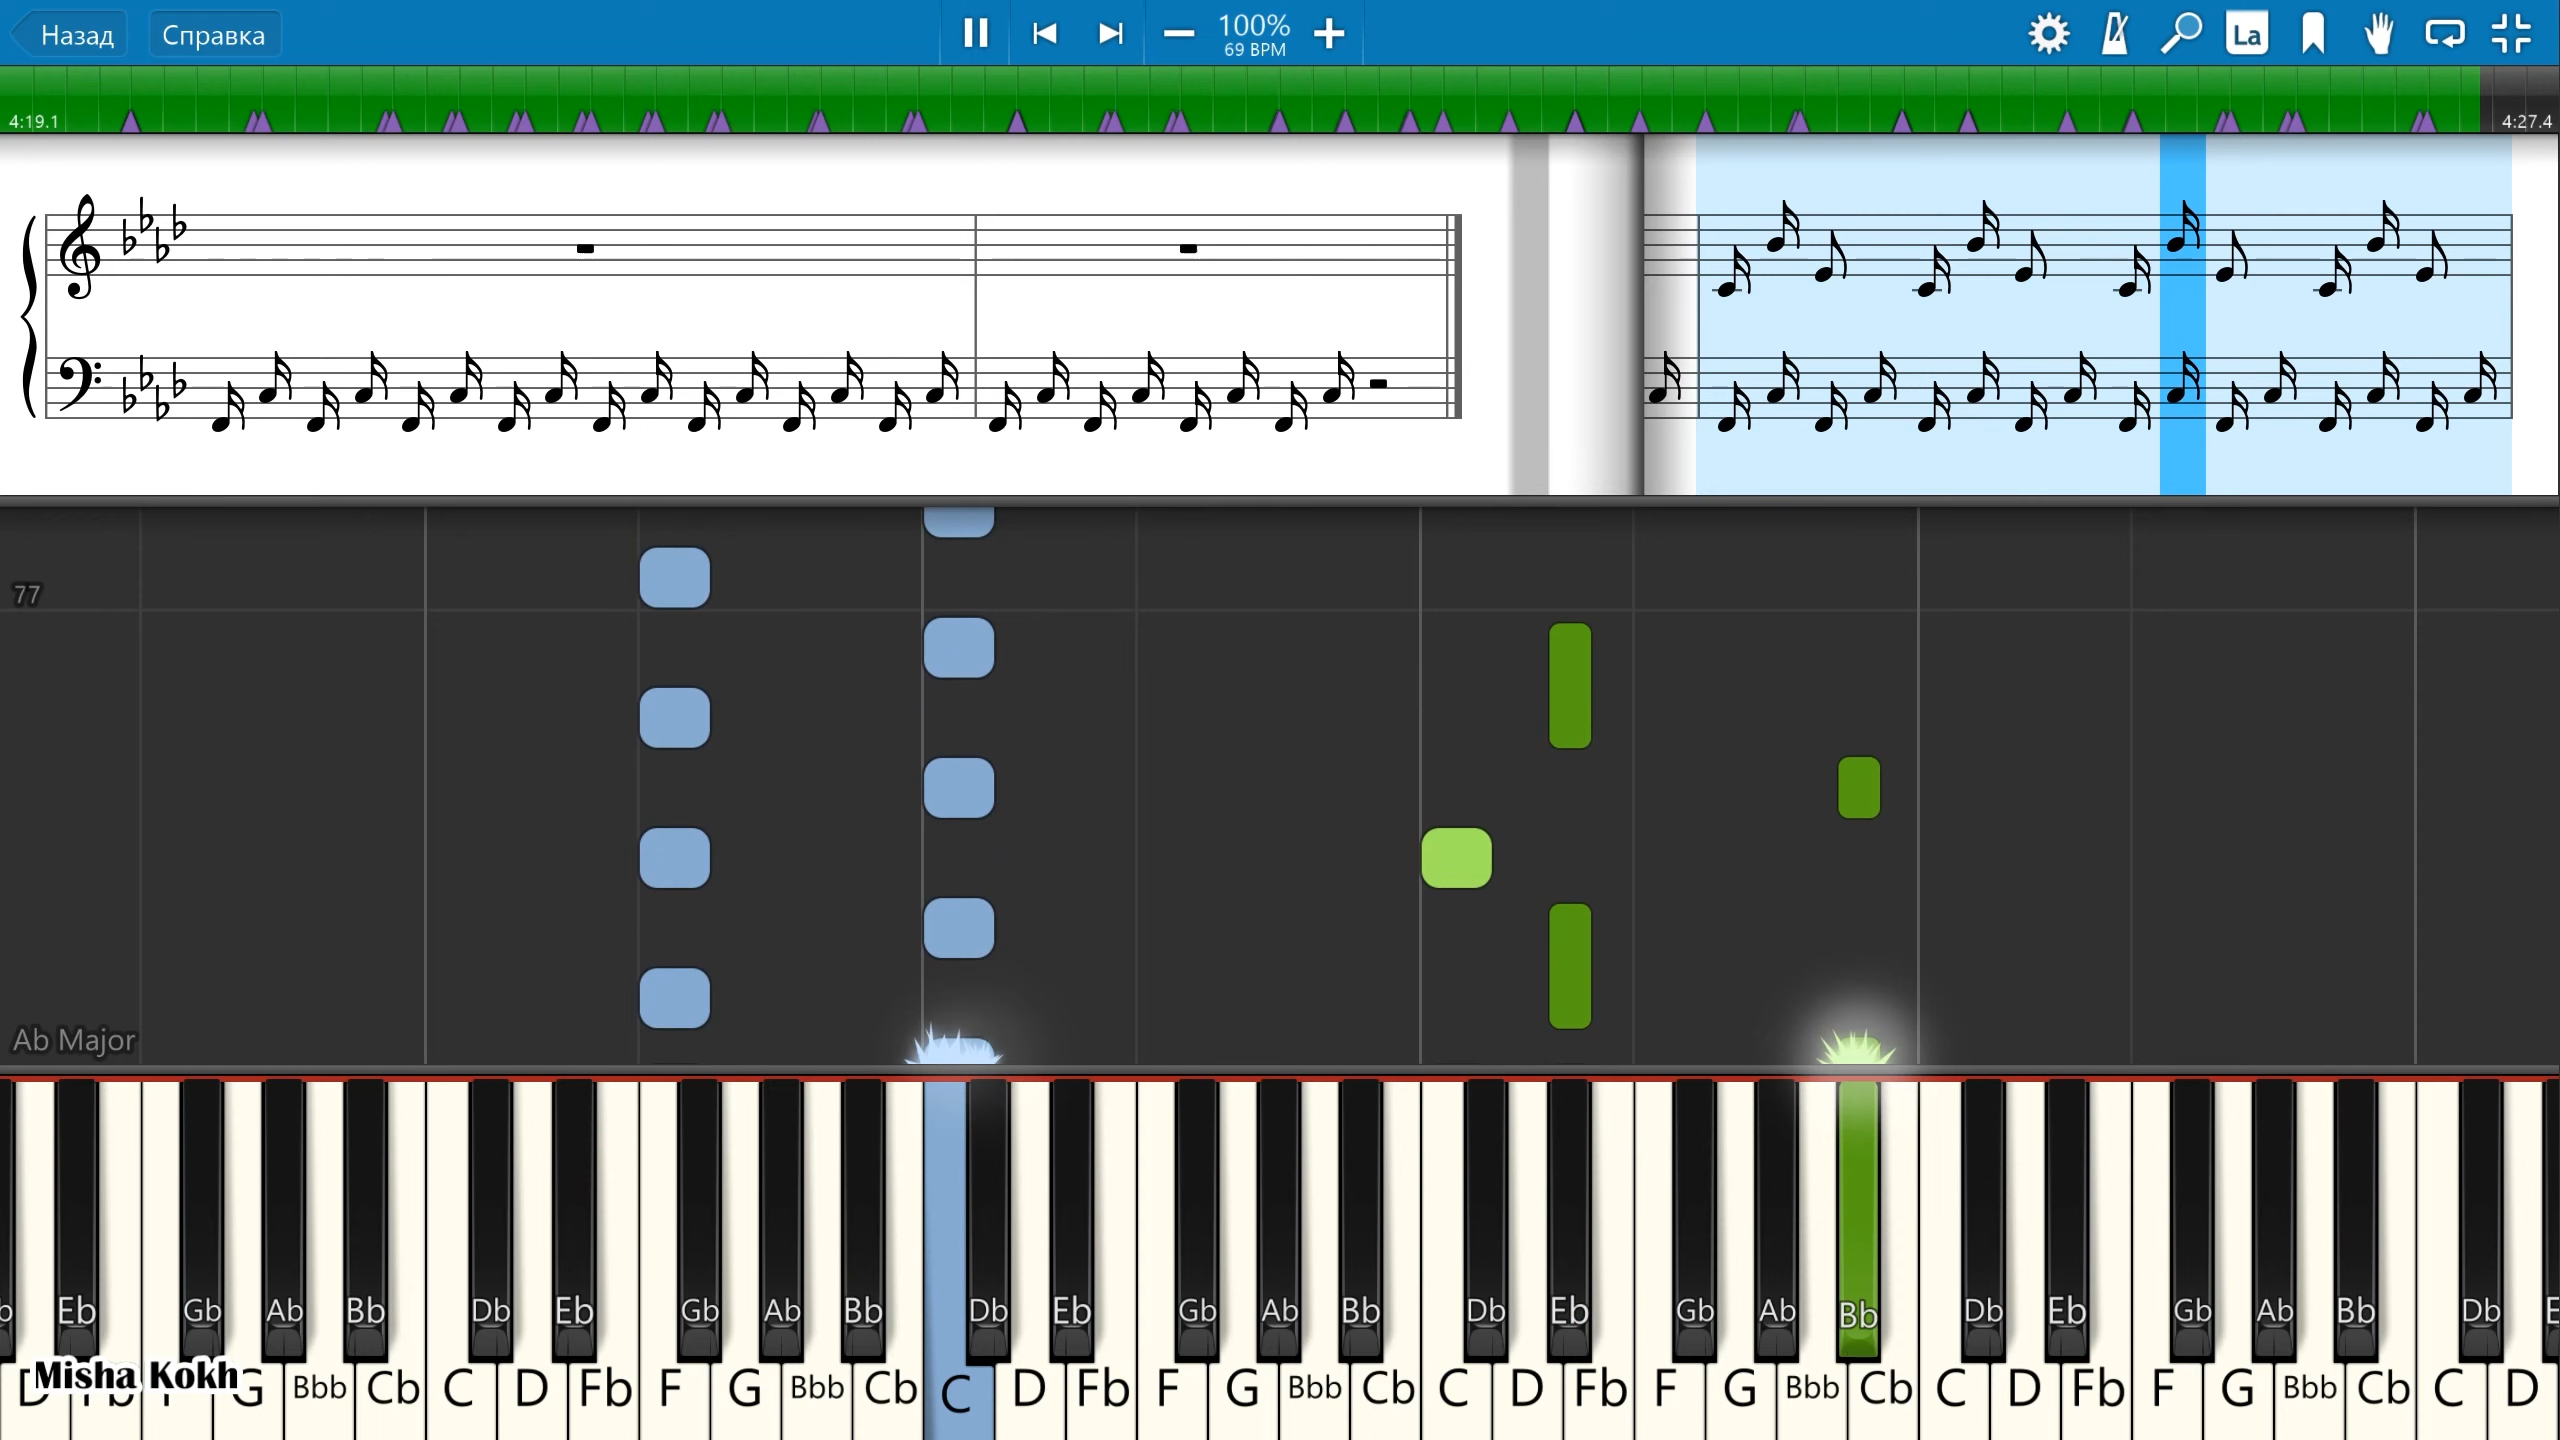 Назад Справка 100% La
69 BPM
4:19.1 4:27.4
77
Ab Major
b Eb Gb Ab Bb Db Eb Gb Ab Bb Db Eb Gb Ab Bb Db Eb Gb Ab Bb Db Eb Gb Ab Bb Db E
Misha Kokh
D Fb F G Bbb Cb C D Fb F G Bbb Cb C D Fb F G Bbb Cb C D Fb F G Bbb Cb C D Fb F G Bbb Cb C D